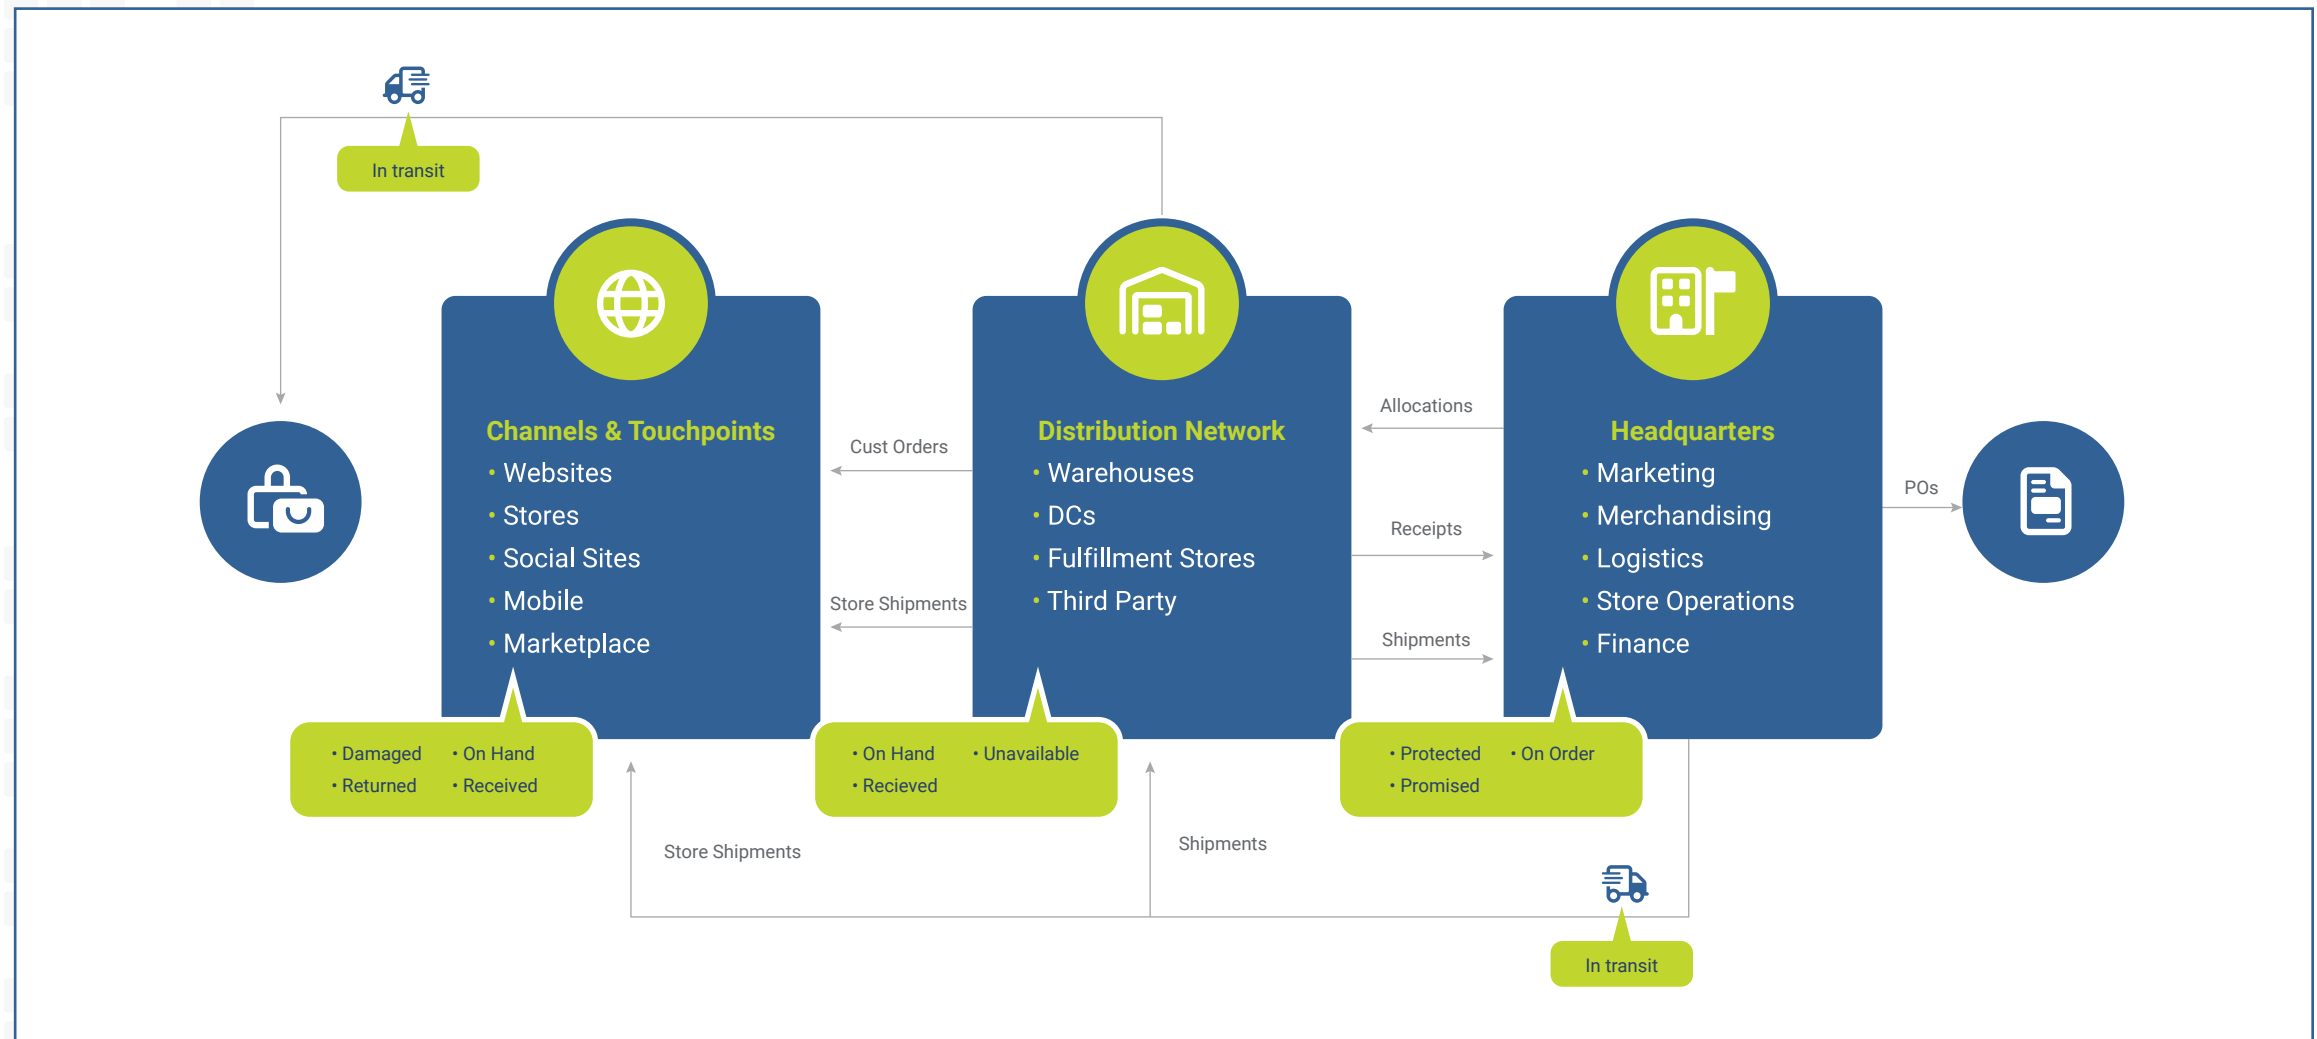 In transit
Channels & Touchpoints
• Websites
• Stores
• Social Sites
• Mobile
• Marketplace
• Damaged
• On Hand
• Returned
• Received
Cust Orders
Store Shipments
Distribution Network
• Warehouses
• DCs
• Fulfillment Stores
• Third Party
• On Hand
• Unavailable
• Recieved
Allocations
Receipts
Shipments
Headquarters
• Marketing
• Merchandising
• Logistics
• Store Operations
• Finance
• Protected
• On Order
• Promised
POs
Store Shipments
Shipments
In transit